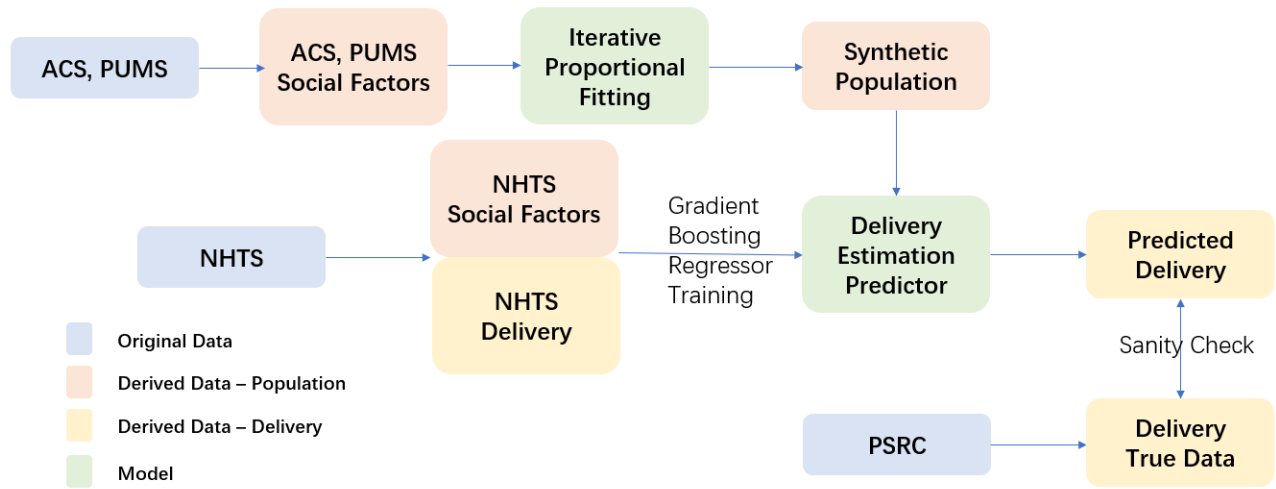 ACS, PUMS
ACS, PUMS
Social Factors
Iterative
Proportional
Fitting
Synthetic
Population
NHTS
NHTS
Social Factors
NHTS
Delivery
Gradient
Boosting
Regressor
Training
Delivery
Estimation
Predictor
Predicted
Delivery
Sanity Check
PSRC
Delivery
True Data
Original Data
Derived Data – Population
Derived Data – Delivery
Model